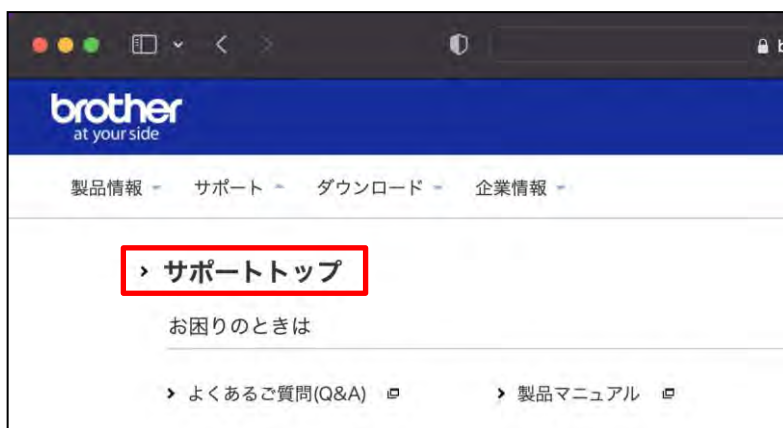 brother
at your side
製品情報 サポート ダウンロード 企業情報
サポートトップ
お困りのときは
よくあるご質問(Q&A) 製品マニュアル